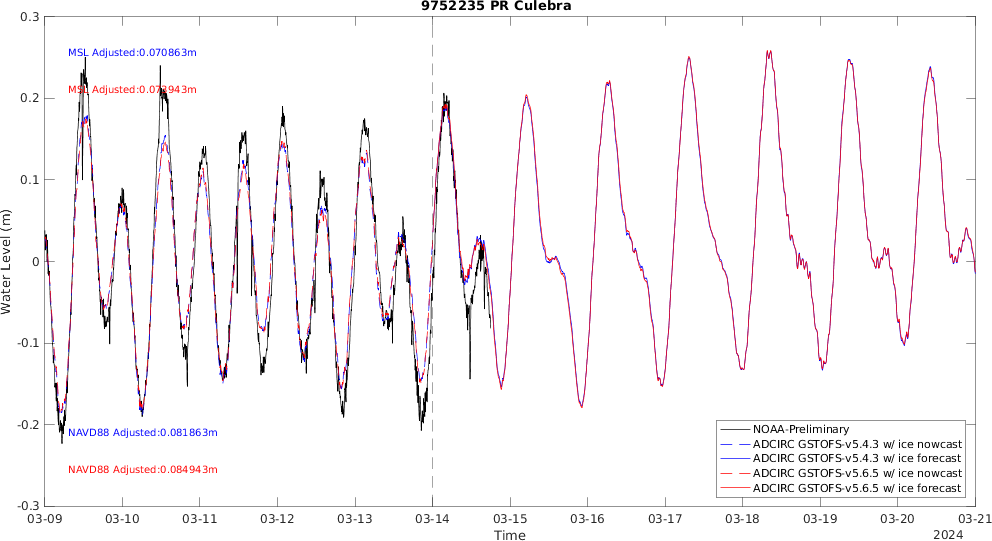 9752235 PR Culebra
0.3
0.2
0.1
0
-0.1
-0.2
-0.3
Water Level (m)
MSL Adjusted:0.070863m
MSL Adjusted:0.073943m
NAVD88 Adjusted:0.081863m
NAVD88 Adjusted:0.084943m
NOAA-Preliminary
ADCIRC GSTOFS-v5.4.3 w/ ice nowcast
ADCIRC GSTOFS-v5.4.3 w/ ice forecast
ADCIRC GSTOFS-v5.6.5 w/ ice nowcast
ADCIRC GSTOFS-v5.6.5 w/ ice forecast
03-09 03-10 03-11 03-12 03-13 03-14 03-15 03-16 03-17 03-18 03-19 03-20 03-21
Time
2024